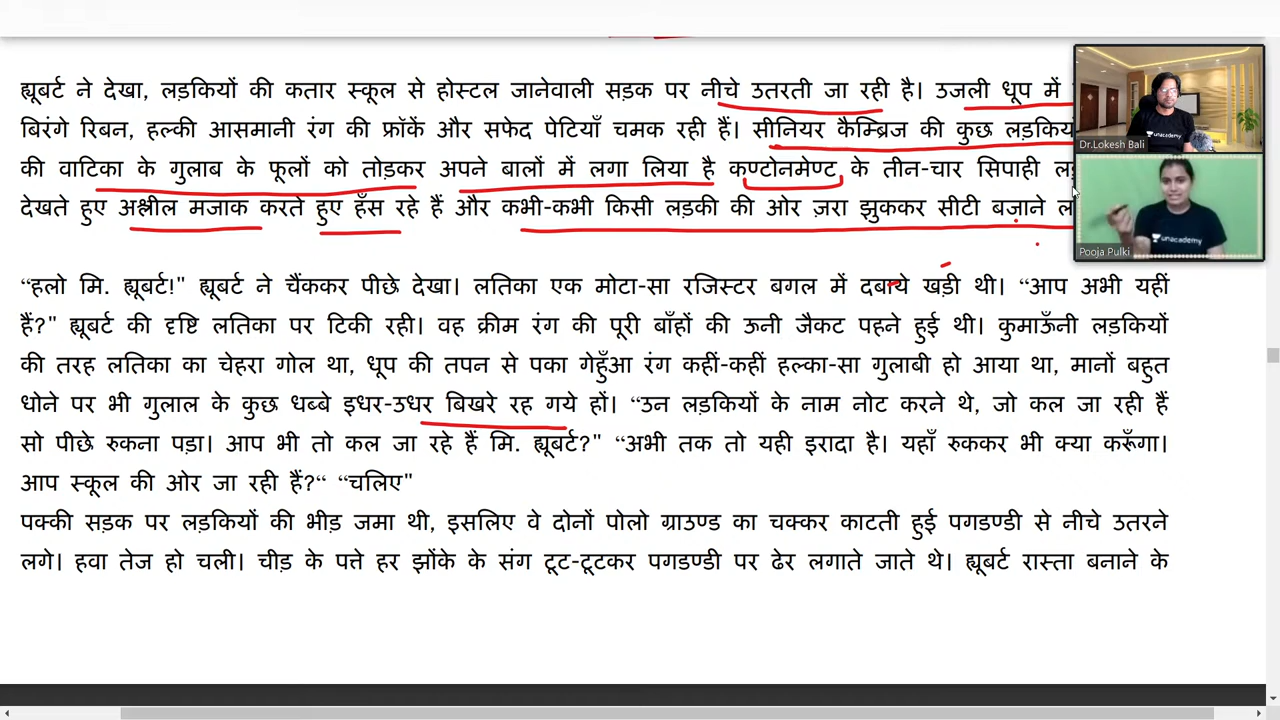 ह्यूबर्ट ने देखा, लड़कियों की कतार स्कूल से होस्टल जानेवाली सड़क पर नीचे उतरती जा रही है। उजली धूप में
बिरंगे रिबन, हल्की आसमानी रंग की फ्रॉकें और सफेद पेटियाँ चमक रही हैं। सीनियर कैम्ब्रिज की कुछ
की वाटिका के गुलाब के फूलों को तोड़कर अपने बालों में लगा लिया है कण्टोनमेण्ट के तीन-चार सिपाही
देखते हुए अश्लील मजाक करते हुए हँस रहे हैं और कभी-कभी किसी लड़की की ओर ज़रा झुककर सीटी बजाने
Dr.Lokesh Bali
unacademy
Pooja Pulki
unacademy
“हलो मि. ह्यूबर्ट!" ह्यूबर्ट ने चैंककर पीछे देखा। लतिका एक मोटा-सा रजिस्टर बगल में दबाये खड़ी थी। “आप अभी यहीं
हैं?" ह्यूबर्ट की दृष्टि लतिका पर टिकी रही। वह क्रीम रंग की पूरी बाँहों की ऊनी जैकट पहने हुई थी। कुमाऊँनी लड़कियों
की तरह लतिका का चेहरा गोल था, धूप की तपन से पका गेहुँआ रंग कहीं-कहीं हल्का-सा गुलाबी हो आया था, मानों बहुत
धोने पर भी गुलाल के कुछ धब्बे इधर-उधर बिखरे रह गये हों। “उन लड़कियों के नाम नोट करने थे, जो कल जा रही हैं
सो पीछे रुकना पड़ा। आप भी तो कल जा रहे हैं मि. ह्यूबर्ट?" “अभी तक तो यही इरादा है। यहाँ रुककर भी क्या करूँगा।
आप स्कूल की ओर जा रही हैं?“ “चलिए"
पक्की सड़क पर लड़कियों की भीड़ जमा थी, इसलिए वे दोनों पोलो ग्राउण्ड का चक्कर काटती हुई पगडण्डी से नीचे उतरने
लगे। हवा तेज हो चली। चीड़ के पत्ते हर झोंके के संग टूट-टूटकर पगडण्डी पर ढेर लगाते जाते थे। ह्यूबर्ट रास्ता बनाने के